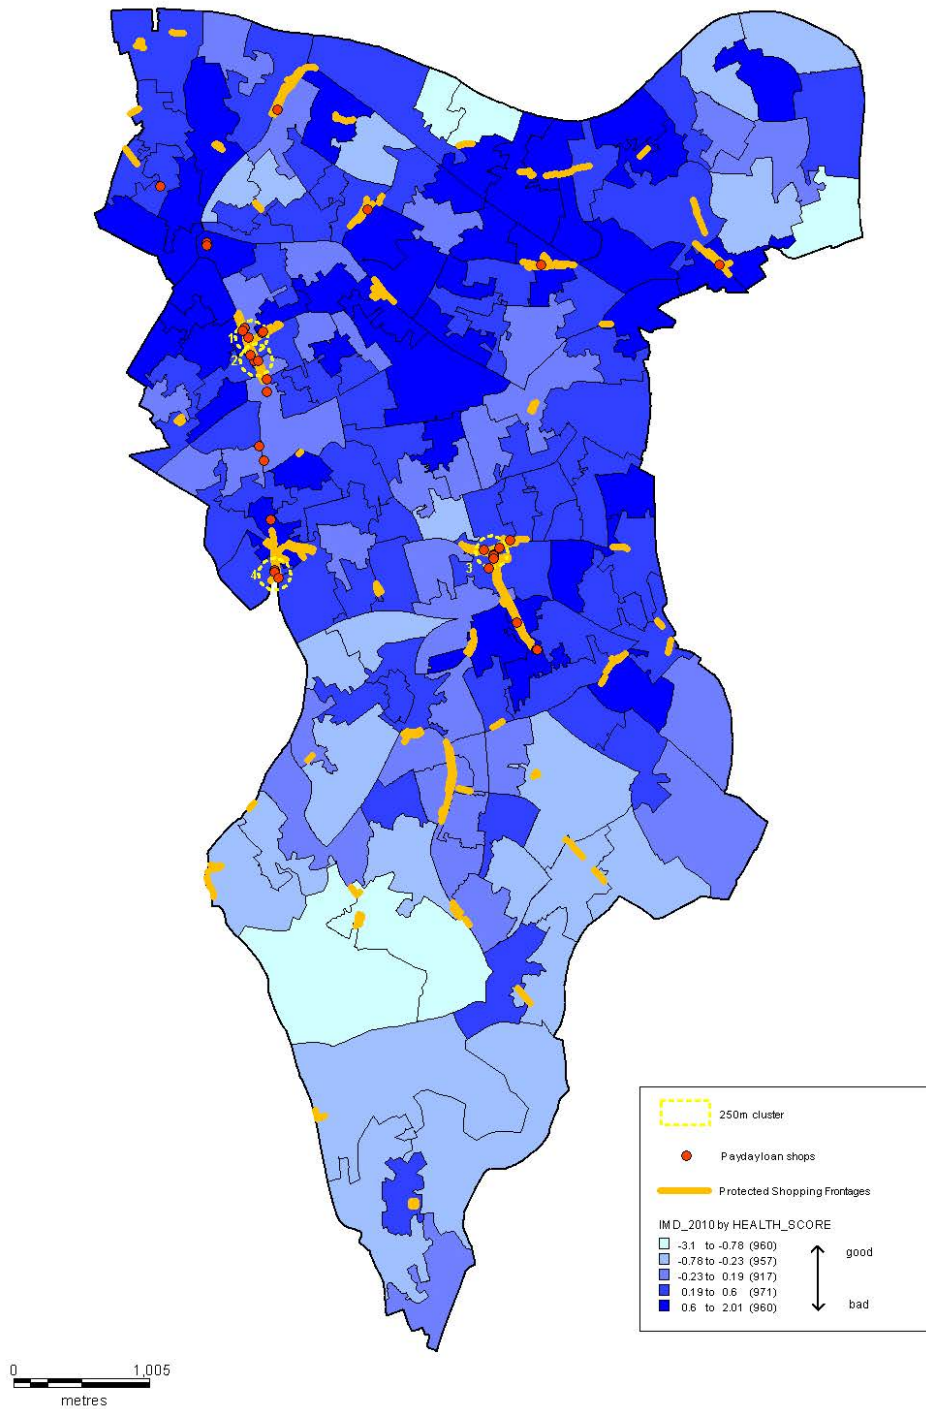 1
2
3
4
250m cluster
Paydayloan shops
Protected Shopping Frontages
IMD_2010 by HEALTH_SCORE
-3.1 to -0.78 (960)
-0.78 to -0.23 (957)
-0.23 to 0.19 (917)
0.19 to 0.6 (971)
0.6 to 2.01 (960)
good
bad
0 1,005
metres